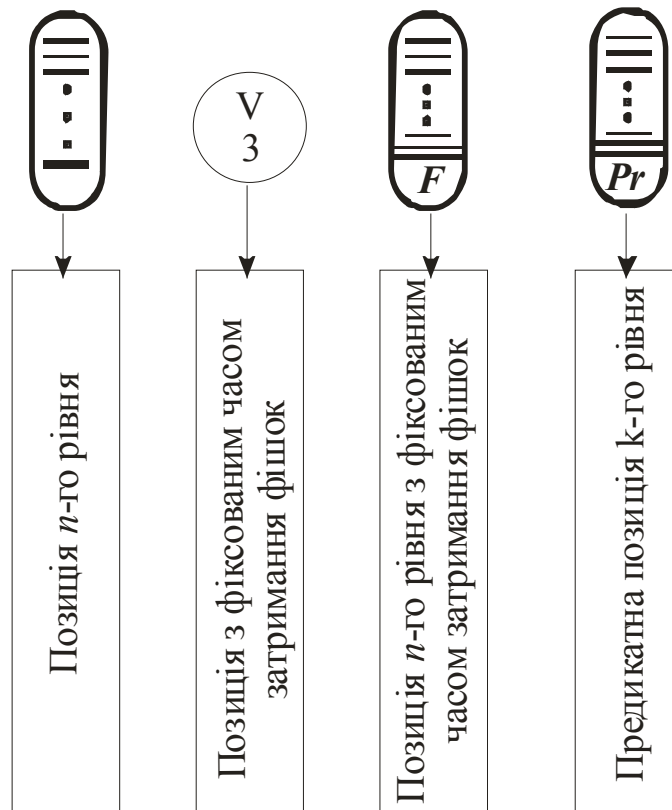 V
3
F
Pr
Позиція n-го рівня
Позиція з фіксованим часом
затримання фішок
Позиція n-го рівня з фіксованим
часом затримання фішок
Предикатна позиція k-го рівня